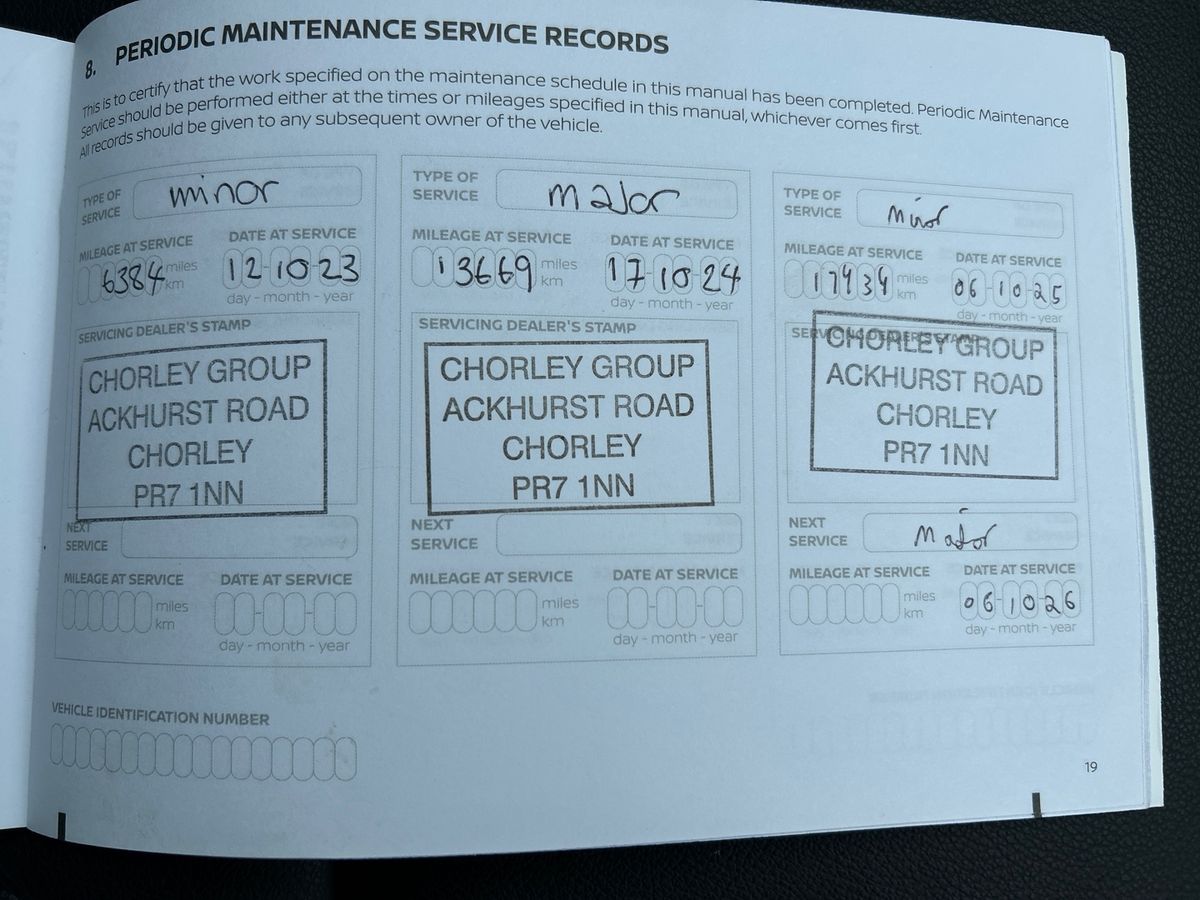 8. PERIODIC MAINTENANCE SERVICE RECORDS
This is to certify that the work specified on the maintenance schedule in this manual has been completed. Periodic Maintenance
Service should be performed either at the times or mileages specified in this manual, whichever comes first.
All records should be given to any subsequent owner of the vehicle.
TYPE OF
SERVICE
minor
MILEAGE AT SERVICE
DATE AT SERVICE
6384
miles
km
12-10-23
day - month - year
SERVICING DEALER'S STAMP
CHORLEY GROUP
ACKHURST ROAD
CHORLEY
PR7 1NN
NEXT
SERVICE
MILEAGE AT SERVICE
DATE AT SERVICE
miles
km
day - month - year
TYPE OF
SERVICE
major
MILEAGE AT SERVICE
DATE AT SERVICE
13669
miles
km
17-10-24
day - month - year
SERVICING DEALER'S STAMP
CHORLEY GROUP
ACKHURST ROAD
CHORLEY
PR7 1NN
NEXT
SERVICE
MILEAGE AT SERVICE
DATE AT SERVICE
miles
km
day - month - year
TYPE OF
SERVICE
minor
MILEAGE AT SERVICE
DATE AT SERVICE
miles
km
06-10-25
day - month - year
SERVICING DEALER'S STAMP
CHORLEY GROUP
ACKHURST ROAD
CHORLEY
PR7 1NN
NEXT
SERVICE
Major
MILEAGE AT SERVICE
DATE AT SERVICE
miles
km
06-10-26
day - month - year
VEHICLE IDENTIFICATION NUMBER
19